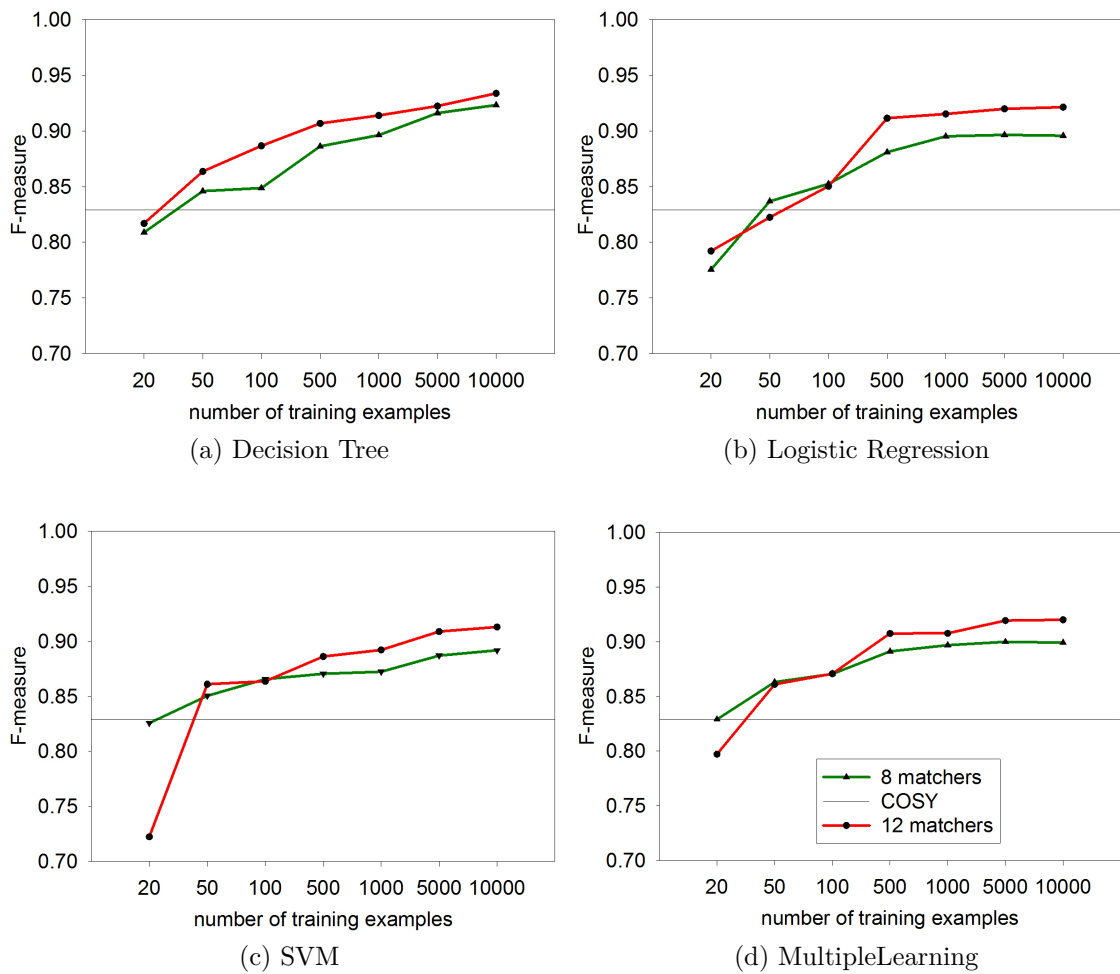 1.00
0.95
0.90
0.85
0.80
0.75
0.70
F-measure
20 50 100 500 1000 5000 10000
number of training examples
(a) Decision Tree
1.00
0.95
0.90
0.85
0.80
0.75
0.70
F-measure
20 50 100 500 1000 5000 10000
number of training examples
(b) Logistic Regression
1.00
0.95
0.90
0.85
0.80
0.75
0.70
F-measure
20 50 100 500 1000 5000 10000
number of training examples
(c) SVM
1.00
0.95
0.90
0.85
0.80
0.75
0.70
F-measure
8 matchers
COSY
12 matchers
20 50 100 500 1000 5000 10000
number of training examples
(d) MultipleLearning